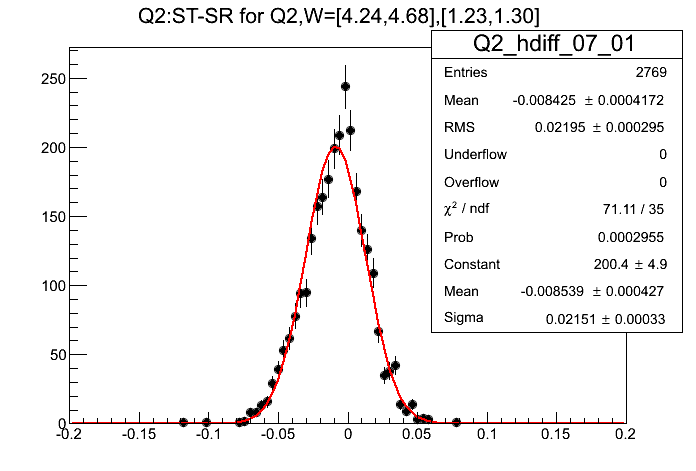 Q2:ST-SR for Q2,W=[4.24,4.68],[1.23,1.30]
Q2_hdiff_07_01
Entries 2769
Mean -0.008425 ± 0.0004172
RMS 0.02195 ± 0.000295
Underflow 0
Overflow 0
χ² / ndf 71.11 / 35
Prob 0.0002955
Constant 200.4 ± 4.9
Mean -0.008539 ± 0.000427
Sigma 0.02151 ± 0.00033
250
200
150
100
50
0
-0.2 -0.15 -0.1 -0.05 0 0.05 0.1 0.15 0.2